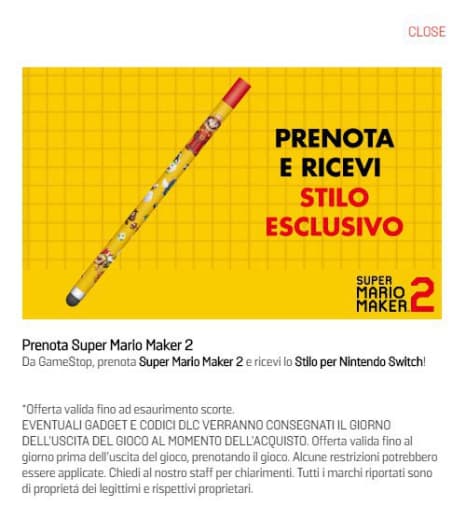 CLOSE
PRENOTA
E RICEVI
STILO
ESCLUSIVO
SUPER
MARIO
MAKER 2
Prenota Super Mario Maker 2
Da GameStop, prenota Super Mario Maker 2 e ricevi lo Stilo per Nintendo Switch!
*Offerta valida fino ad esaurimento scorte.
EVENTUALI GADGET E CODICI DLC VERRANNO CONSEGNATI IL GIORNO
DELL'USCITA DEL GIOCO AL MOMENTO DELL'ACQUISTO. Offerta valida fino al
giorno prima dell'uscita del gioco, prenotando il gioco. Alcune restrizioni potrebbero
essere applicate. Chiedi al nostro staff per chiarimenti. Tutti i marchi riportati sono
di proprietá dei legittimi e rispettivi proprietari.